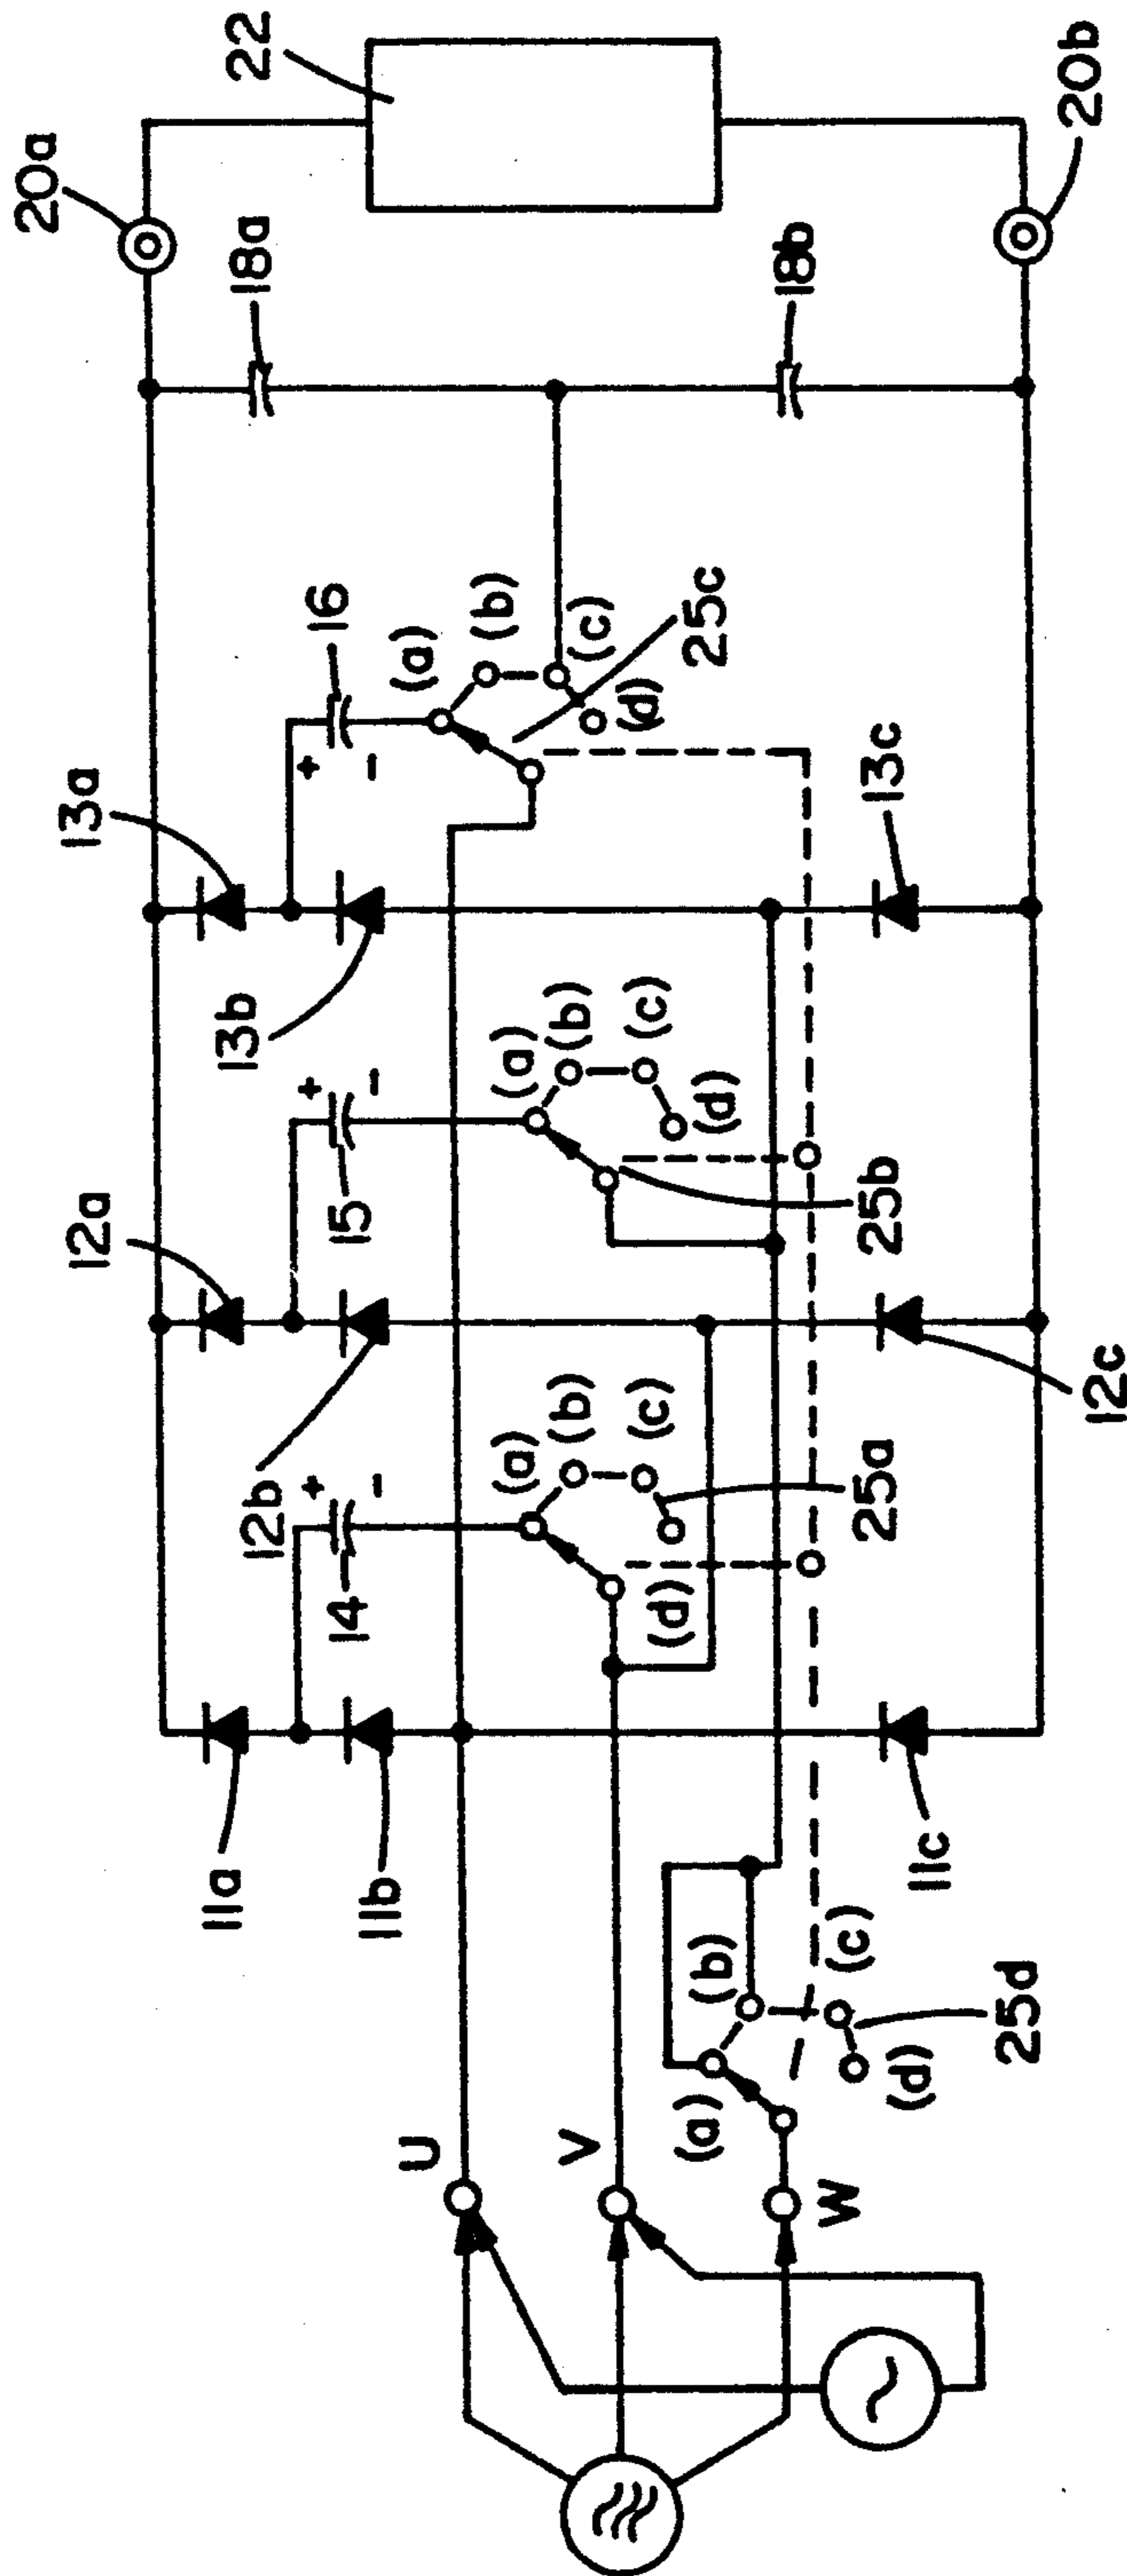 20a
13a
12a
22
18a
13b
12b
11a
16
+
-
15
+
-
14
+
-
11b
U
(a)
(b)
(c)
(d)
25c
(a)
(b)
(c)
(d)
25b
(a)
(b)
(c)
(d)
25a
V
(a)
(b)
(c)
(d)
25d
W
18b
13c
11c
12c
20b